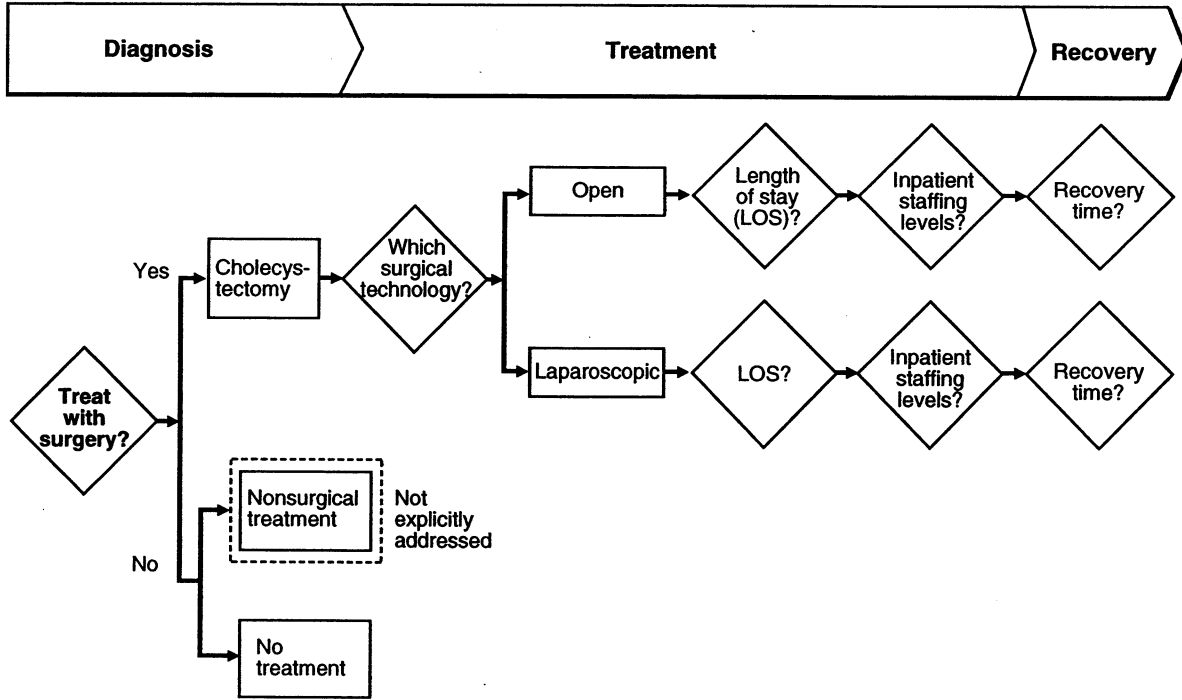 Diagnosis
Treatment
Recovery
Open
Length
of stay
(LOS)?
Inpatient
staffing
levels?
Recovery
time?
Yes
Cholecys-
tectomy
Which
surgical
technology?
Laparoscopic
LOS?
Inpatient
staffing
levels?
Recovery
time?
Treat
with
surgery?
Nonsurgical
treatment
Not
explicitly
addressed
No
No
treatment